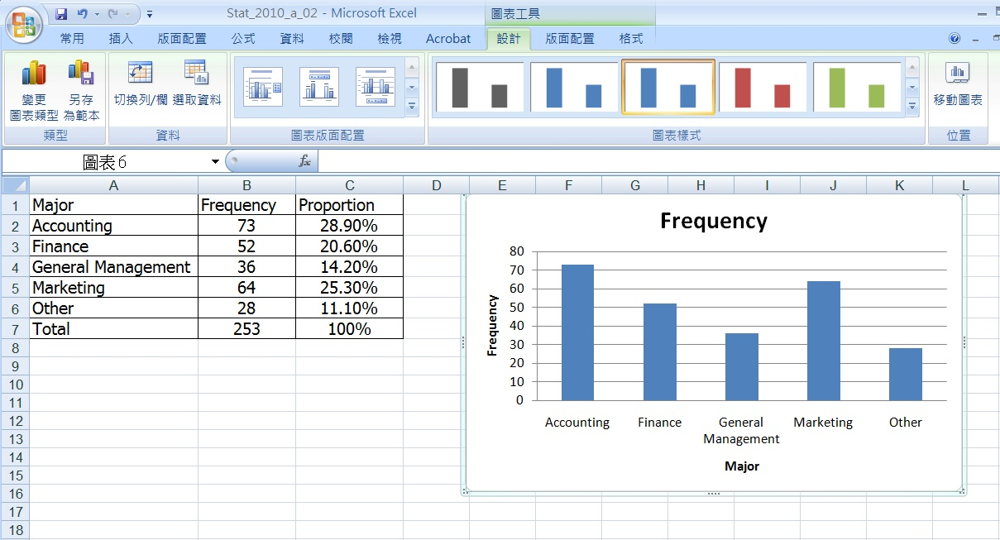 Stat_2010_a_02 - Microsoft Excel
圖表工具
常用 插入 版面配置 公式 資料 校閱 檢視 Acrobat 設計 版面配置 格式
變更
圖表類型
另存
為範本
切換列/欄
選取資料
移動圖表
類型 資料 圖表版面配置 圖表樣式 位置
圖表 6
fx
A B C D E F G H I J K L
1 Major Frequency Proportion
2 Accounting 73 28.90%
3 Finance 52 20.60%
4 General Management 36 14.20%
5 Marketing 64 25.30%
6 Other 28 11.10%
7 Total 253 100%
8
9
10
11
12
13
14
15
16
17
18
Frequency
Frequency
80
70
60
50
40
30
20
10
0
Accounting Finance General Management Marketing Other
Major